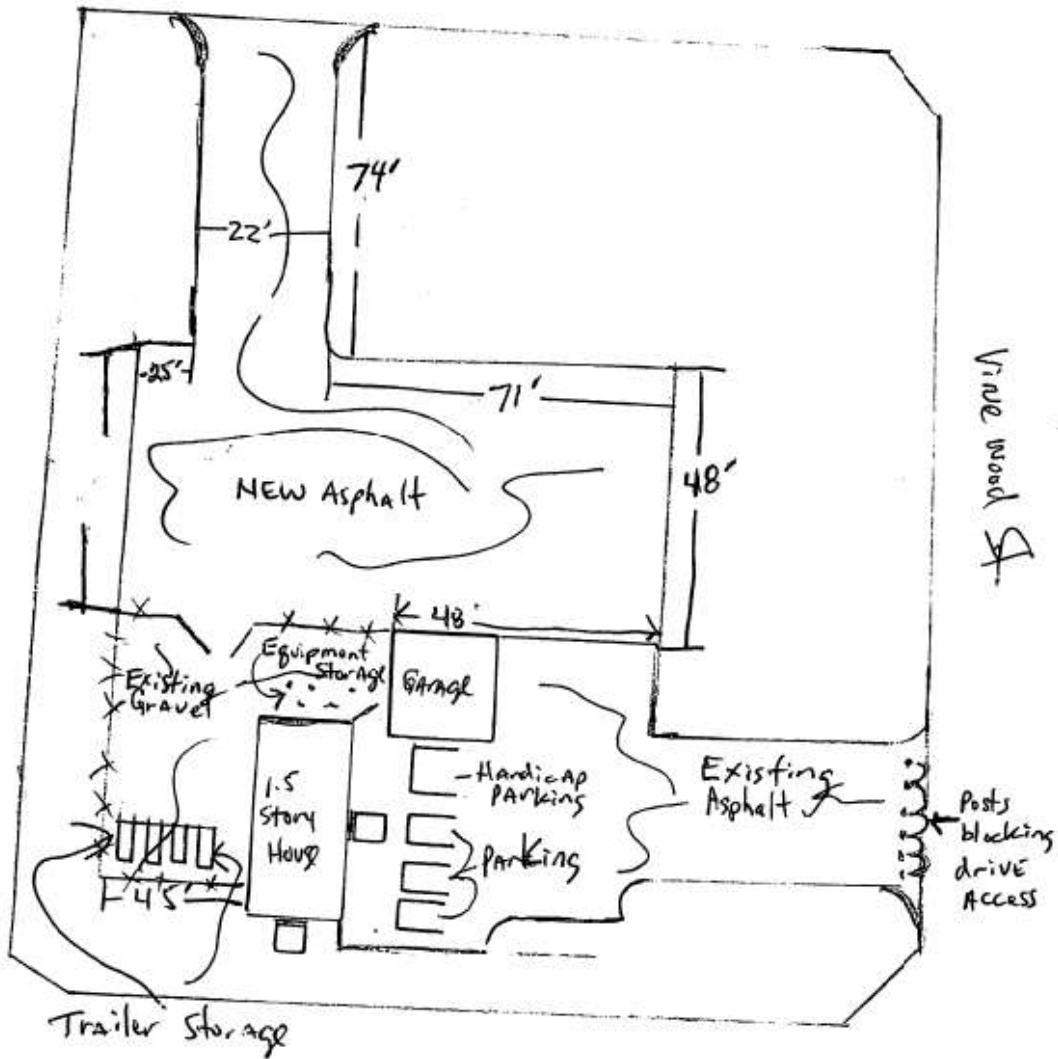 74'
22'
25'
71'
NEW Asphalt
48'
Vine wood St
48'
Equipment
Storage
Existing
Gravel
GArage
1.5
Story
House
Handicap
PArking
PArking
Existing
Asphalt
Posts
blocking
drivE
Access
45'
Trailer Storage